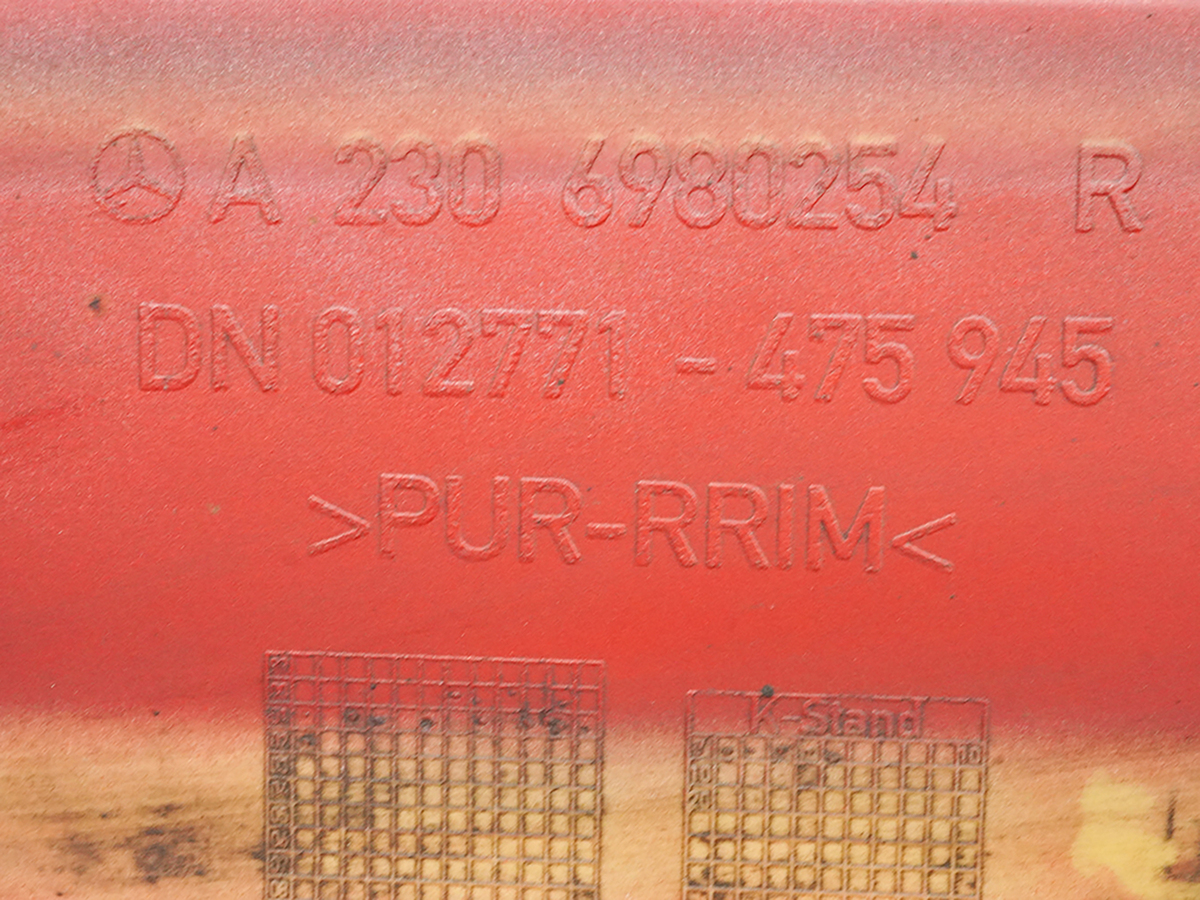 A 230 6980254 R
DN 012771 - 475 945
>PUR-RRIM<
K-Stand